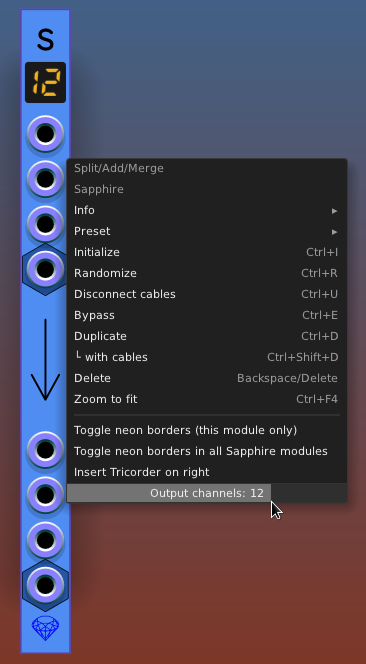 S
12
Split/Add/Merge
Sapphire
Info ▸
Preset ▸
Initialize Ctrl+I
Randomize Ctrl+R
Disconnect cables Ctrl+U
Bypass Ctrl+E
Duplicate Ctrl+D
└ with cables Ctrl+Shift+D
Delete Backspace/Delete
Zoom to fit Ctrl+F4
Toggle neon borders (this module only)
Toggle neon borders in all Sapphire modules
Insert Tricorder on right
Output channels: 12